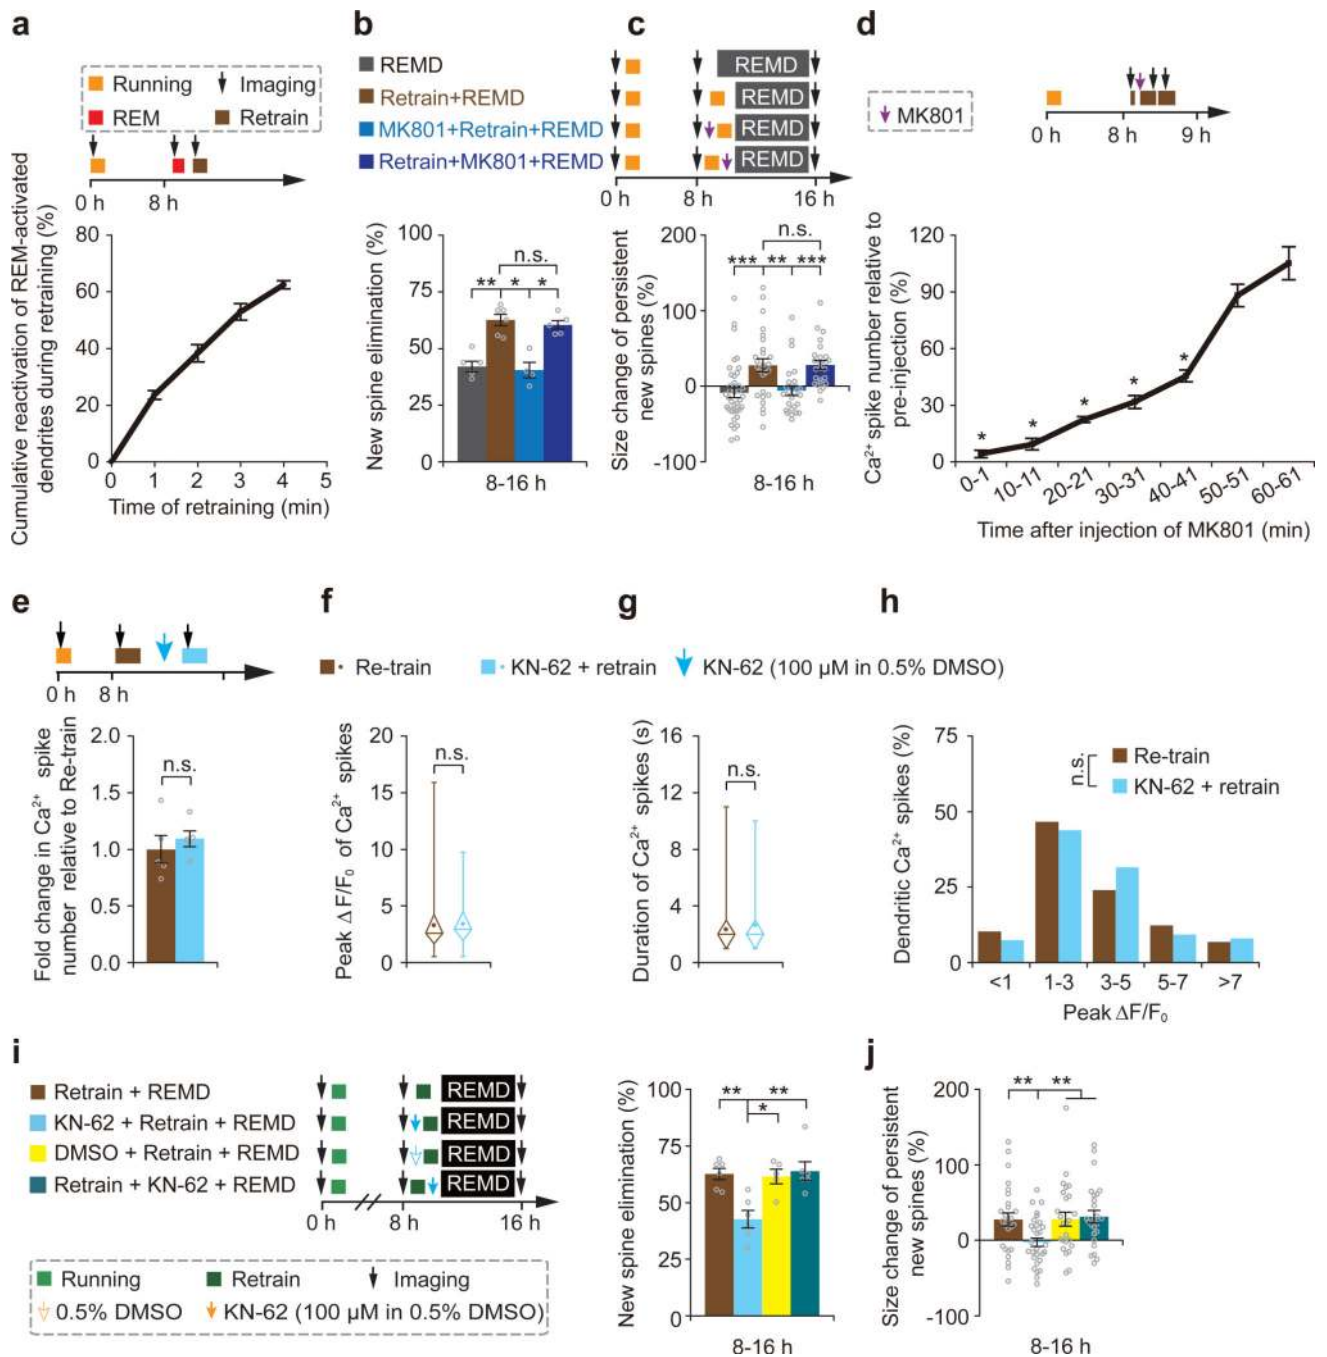 a
Running
Imaging
REM
Retrain
0 h
8 h
Cumulative reactivation of REM-activated
dendrites during retraining (%)
80
60
40
20
0
0
1
2
3
4
5
Time of retraining (min)
b
REMD
Retrain+REMD
MK801+Retrain+REMD
Retrain+MK801+REMD
New spine elimination (%)
100
75
50
25
0
n.s.
**
*
*
8-16 h
c
REMD
REMD
REMD
REMD
0 h
8 h
16 h
Size change of persistent
new spines (%)
200
100
0
-100
n.s.
***
**
***
8-16 h
d
MK801
0 h
8 h
9 h
Ca²⁺ spike number relative to
pre-injection (%)
120
90
60
30
0
*
*
*
*
*
0-1
10-11
20-21
30-31
40-41
50-51
60-61
Time after injection of MK801 (min)
e
0 h
8 h
Fold change in Ca²⁺ spike
number relative to Re-train
2.0
1.5
1.0
0.5
0.0
n.s.
f
Re-train
KN-62 + retrain
KN-62 (100 µM in 0.5% DMSO)
Peak ΔF/F₀ of Ca²⁺ spikes
20
15
10
5
0
n.s.
g
Duration of Ca²⁺ spikes (s)
16
12
8
4
0
n.s.
h
Dendritic Ca²⁺ spikes (%)
75
50
25
0
n.s.
Re-train
KN-62 + retrain
<1
1-3
3-5
5-7
>7
Peak ΔF/F₀
i
Retrain + REMD
KN-62 + Retrain + REMD
DMSO + Retrain + REMD
Retrain + KN-62 + REMD
REMD
REMD
REMD
REMD
0 h
8 h
16 h
Running
Retrain
Imaging
0.5% DMSO
KN-62 (100 µM in 0.5% DMSO)
New spine elimination (%)
100
75
50
25
0
**
**
*
8-16 h
j
Size change of persistent
new spines (%)
200
100
0
-100
**
**
8-16 h